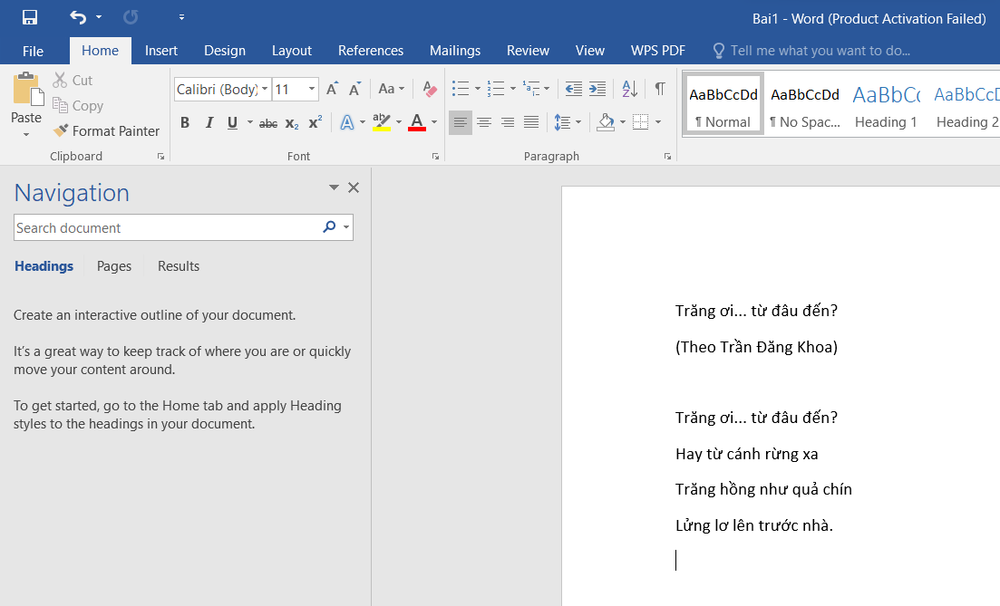 Bai1 - Word (Product Activation Failed)
File Home Insert Design Layout References Mailings Review View WPS PDF Tell me what you want to do...
Paste
Cut
Copy
Format Painter
Clipboard
Calibri (Body) 11 Aa
B I U abc X₂ X² A ab A
Font
Paragraph
AaBbCcDd AaBbCcDd AaBbCc AaBbCcD
¶ Normal ¶ No Spac... Heading 1 Heading 2
Navigation
Search document
Headings Pages Results
Create an interactive outline of your document.
It's a great way to keep track of where you are or quickly
move your content around.
To get started, go to the Home tab and apply Heading
styles to the headings in your document.
Trăng ơi... từ đâu đến?
(Theo Trần Đăng Khoa)
Trăng ơi... từ đâu đến?
Hay từ cánh rừng xa
Trăng hồng như quả chín
Lửng lơ lên trước nhà.